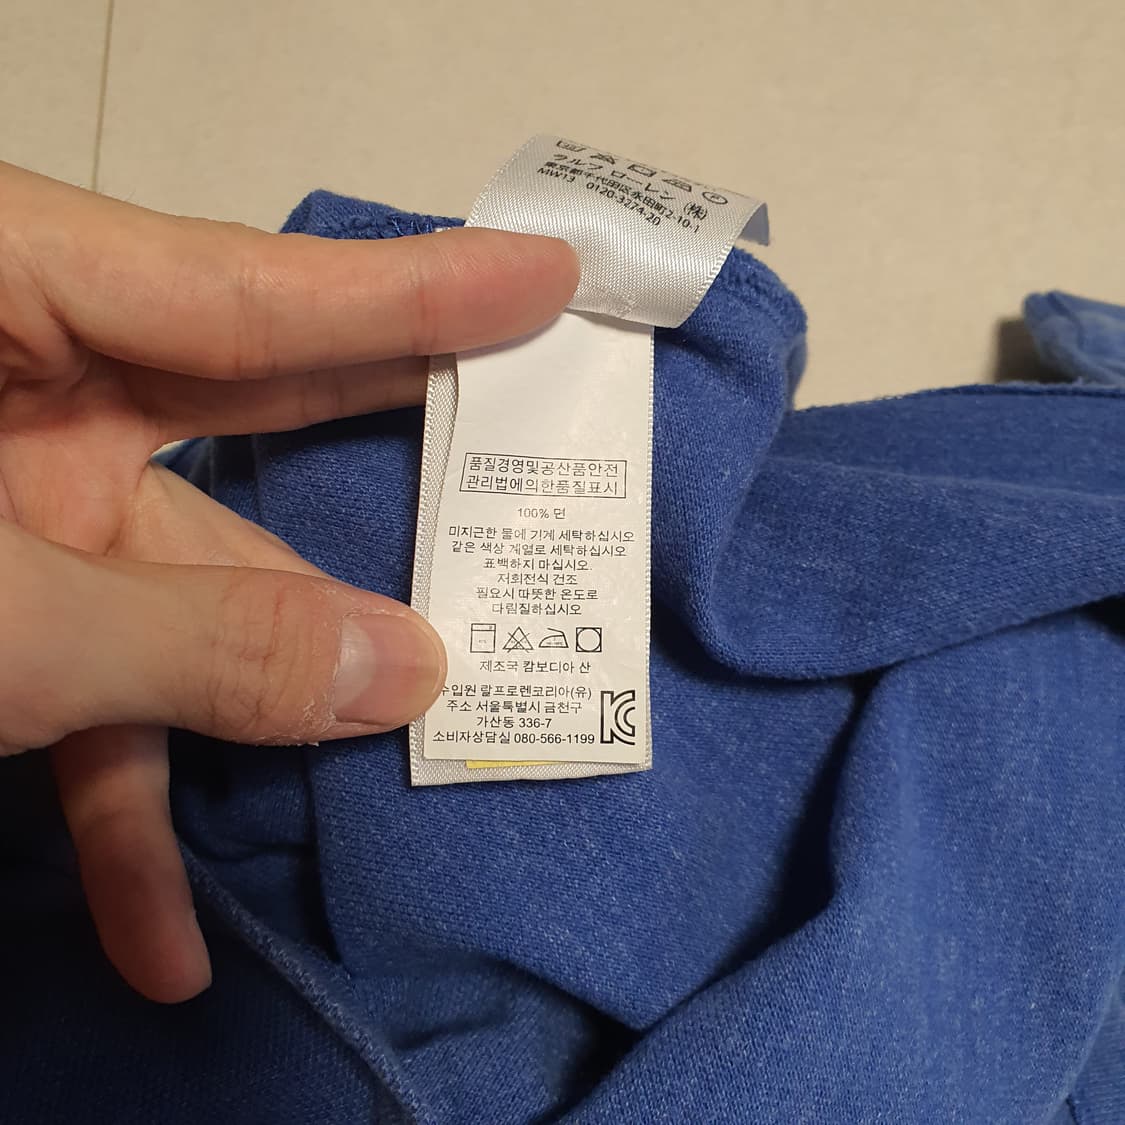 ラルフ ローレン (株)
東京都千代田区永田町2-10-1
MW13 0120-3274-20
품질경영및공산품안전
관리법에의한품질표시
100% 면
미지근한 물에 기계 세탁하십시오
같은 색상 계열로 세탁하십시오
표백하지 마십시오.
저회전식 건조
필요시 따뜻한 온도로
다림질하십시오
제조국 캄보디아 산
수입원 랄프로렌코리아(유)
주소 서울특별시 금천구
가산동 336-7
소비자상담실 080-566-1199